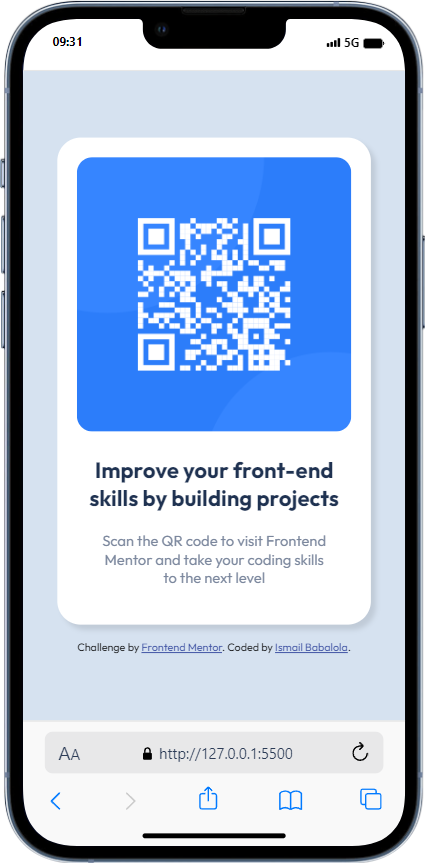 09:31 5G
Improve your front-end
skills by building projects
Scan the QR code to visit Frontend
Mentor and take your coding skills
to the next level
Challenge by Frontend Mentor. Coded by Ismail Babalola.
AA http://127.0.0.1:5500